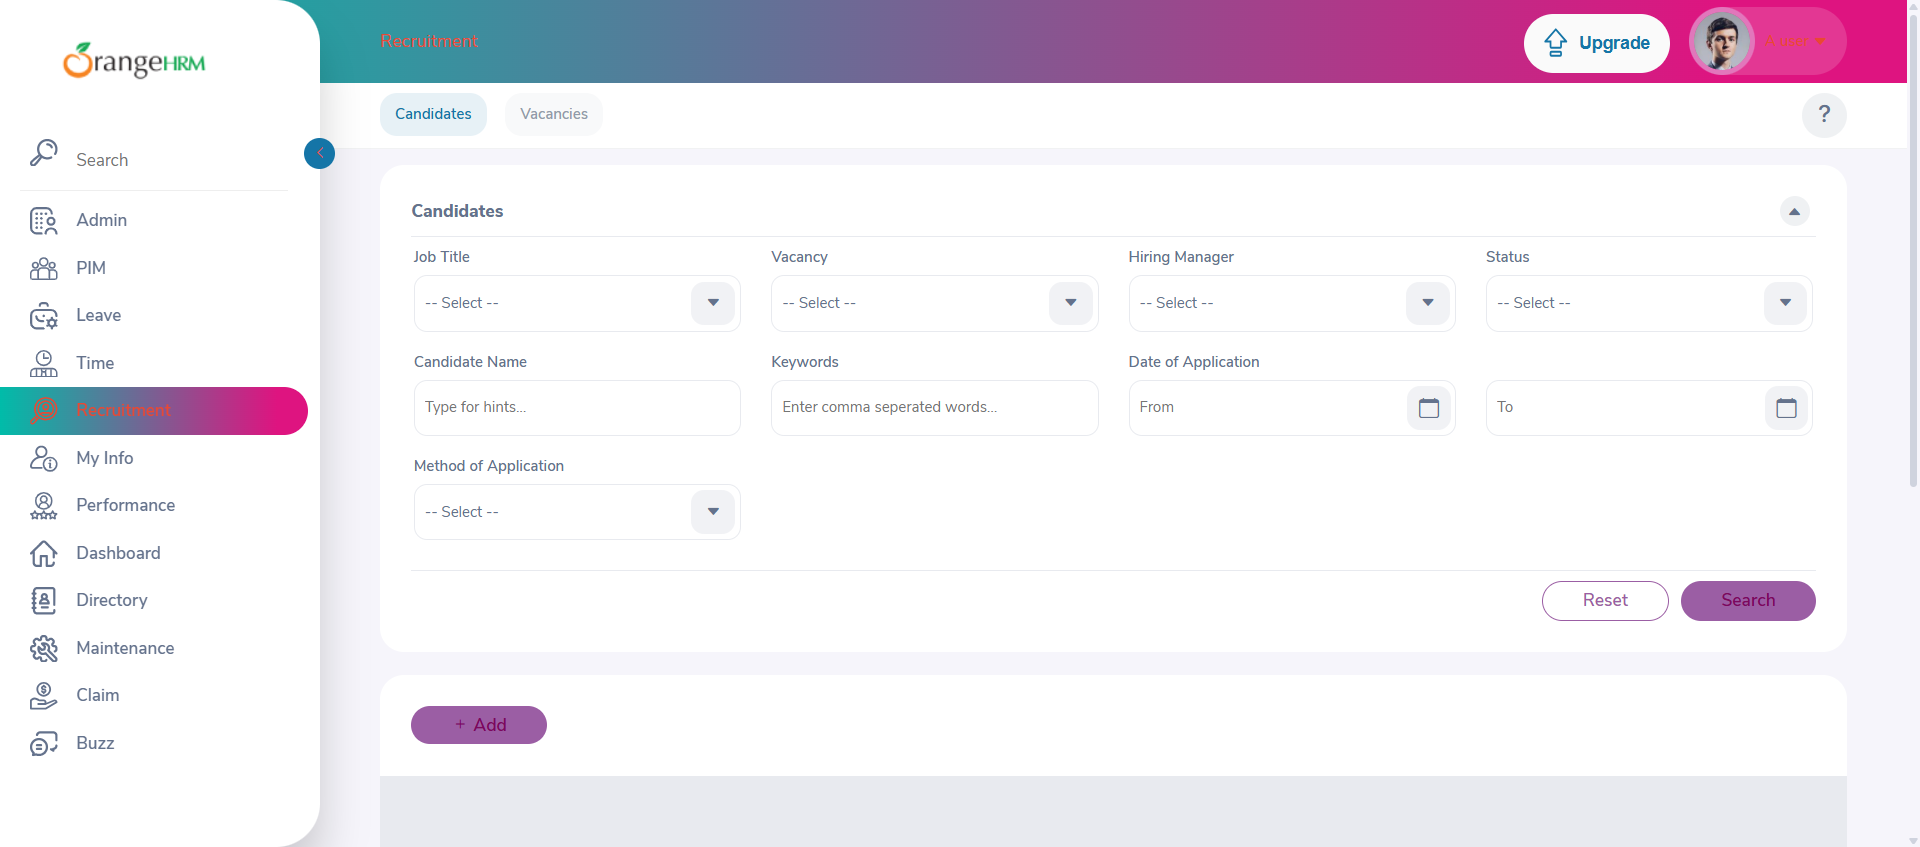 OrangeHRM
Search
Admin
PIM
Leave
Time
Recruitment
My Info
Performance
Dashboard
Directory
Maintenance
Claim
Buzz
Recruitment
Upgrade
Candidates
Vacancies
?
Candidates
Job Title
Vacancy
Hiring Manager
Status
-- Select --
-- Select --
-- Select --
-- Select --
Candidate Name
Keywords
Date of Application
Type for hints...
Enter comma seperated words...
From
To
Method of Application
-- Select --
Reset
Search
+ Add